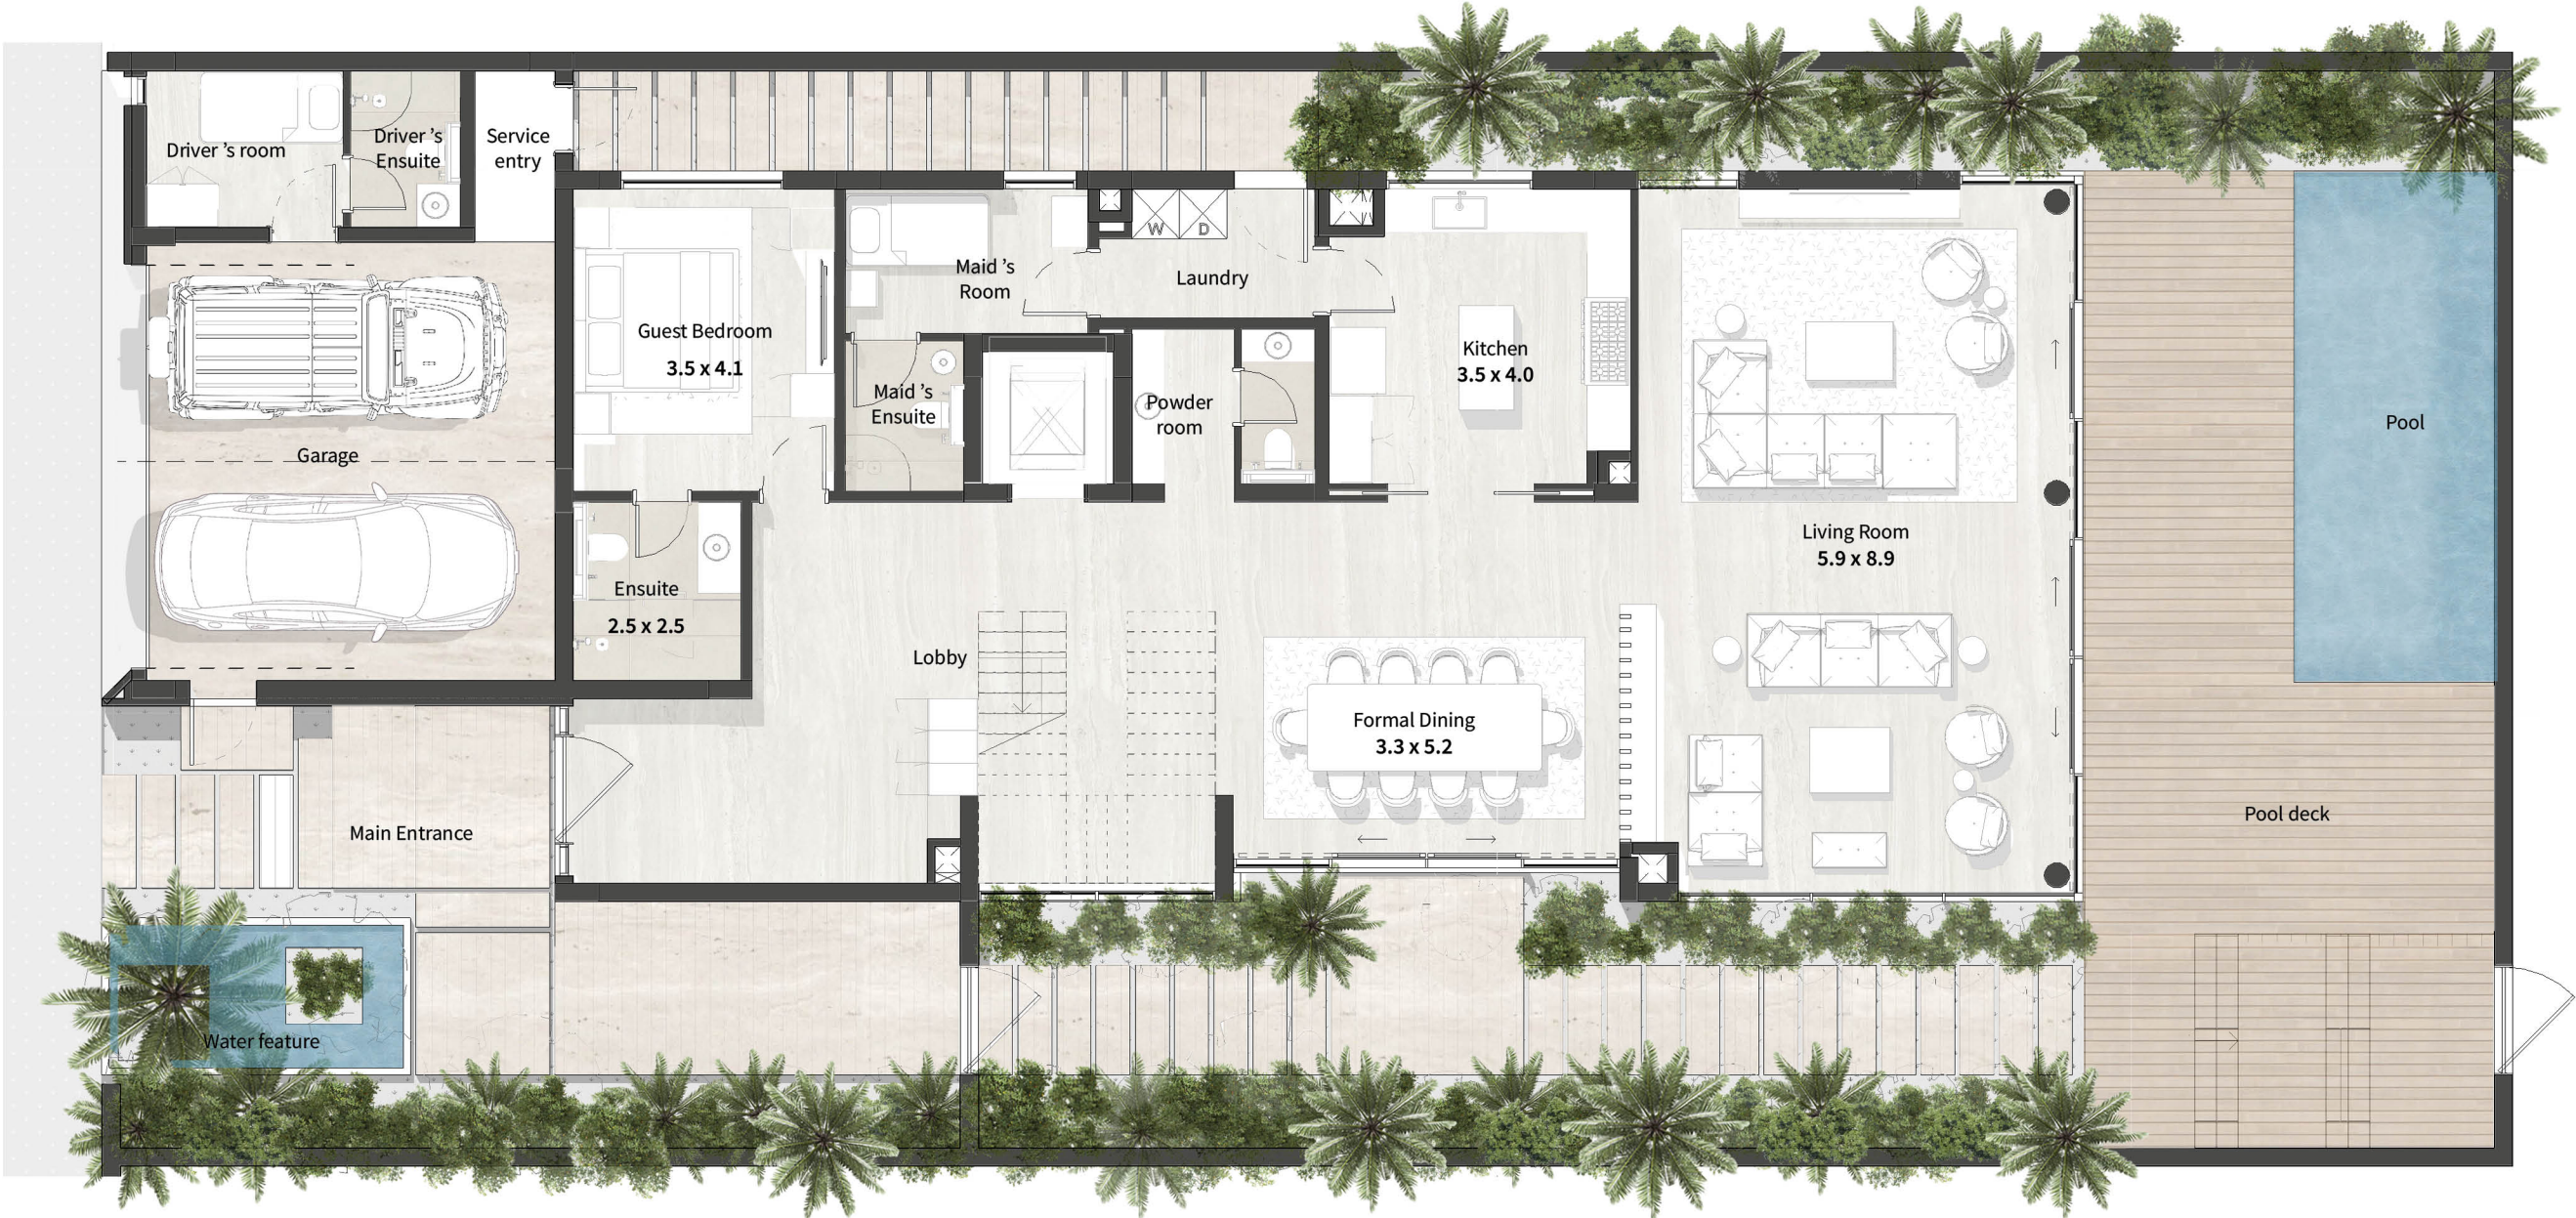 Driver 's room
Driver 's
Ensuite
Service
entry
Garage
Guest Bedroom
3.5 x 4.1
Ensuite
2.5 x 2.5
Maid 's
Room
Maid 's
Ensuite
W
D
Laundry
Powder
room
Kitchen
3.5 x 4.0
Living Room
5.9 x 8.9
Pool
Lobby
Formal Dining
3.3 x 5.2
Pool deck
Main Entrance
Water feature